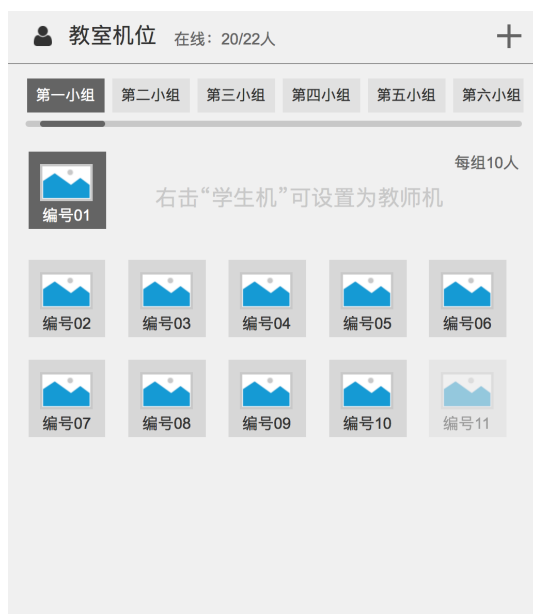 教室机位 在线：20/22人
第一小组 第二小组 第三小组 第四小组 第五小组 第六小组
每组10人
右击“学生机”可设置为教师机
编号01
编号02 编号03 编号04 编号05 编号06
编号07 编号08 编号09 编号10 编号11